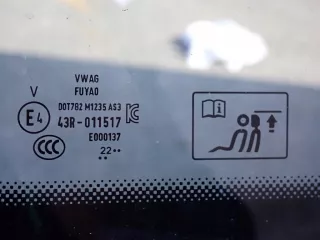 VWAG
FUYAO
V
DOT782 M1235 AS3
E4
43R-011517
E000137
CCC
22